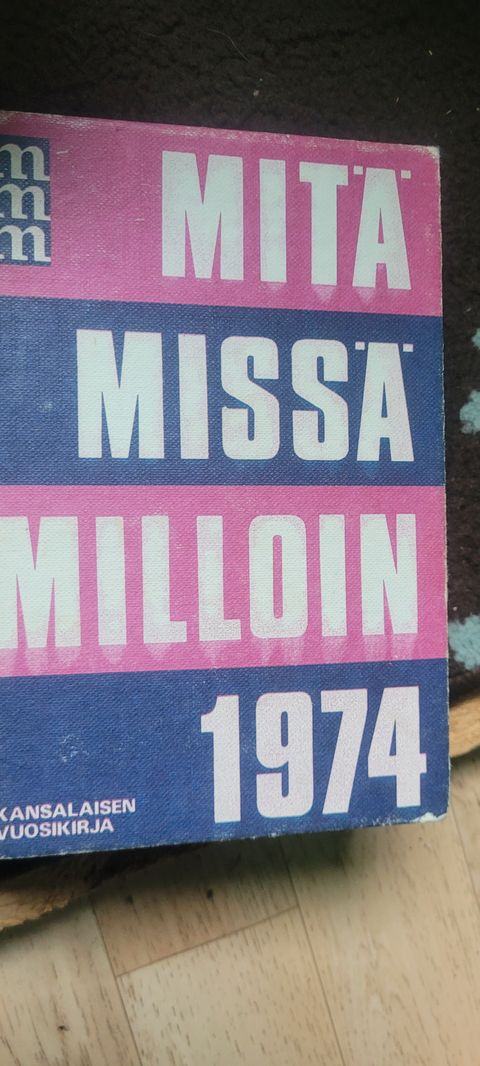 m
m
m
MITÄ
MISSÄ
MILLOIN
1974
KANSALAISEN
VUOSIKIRJA